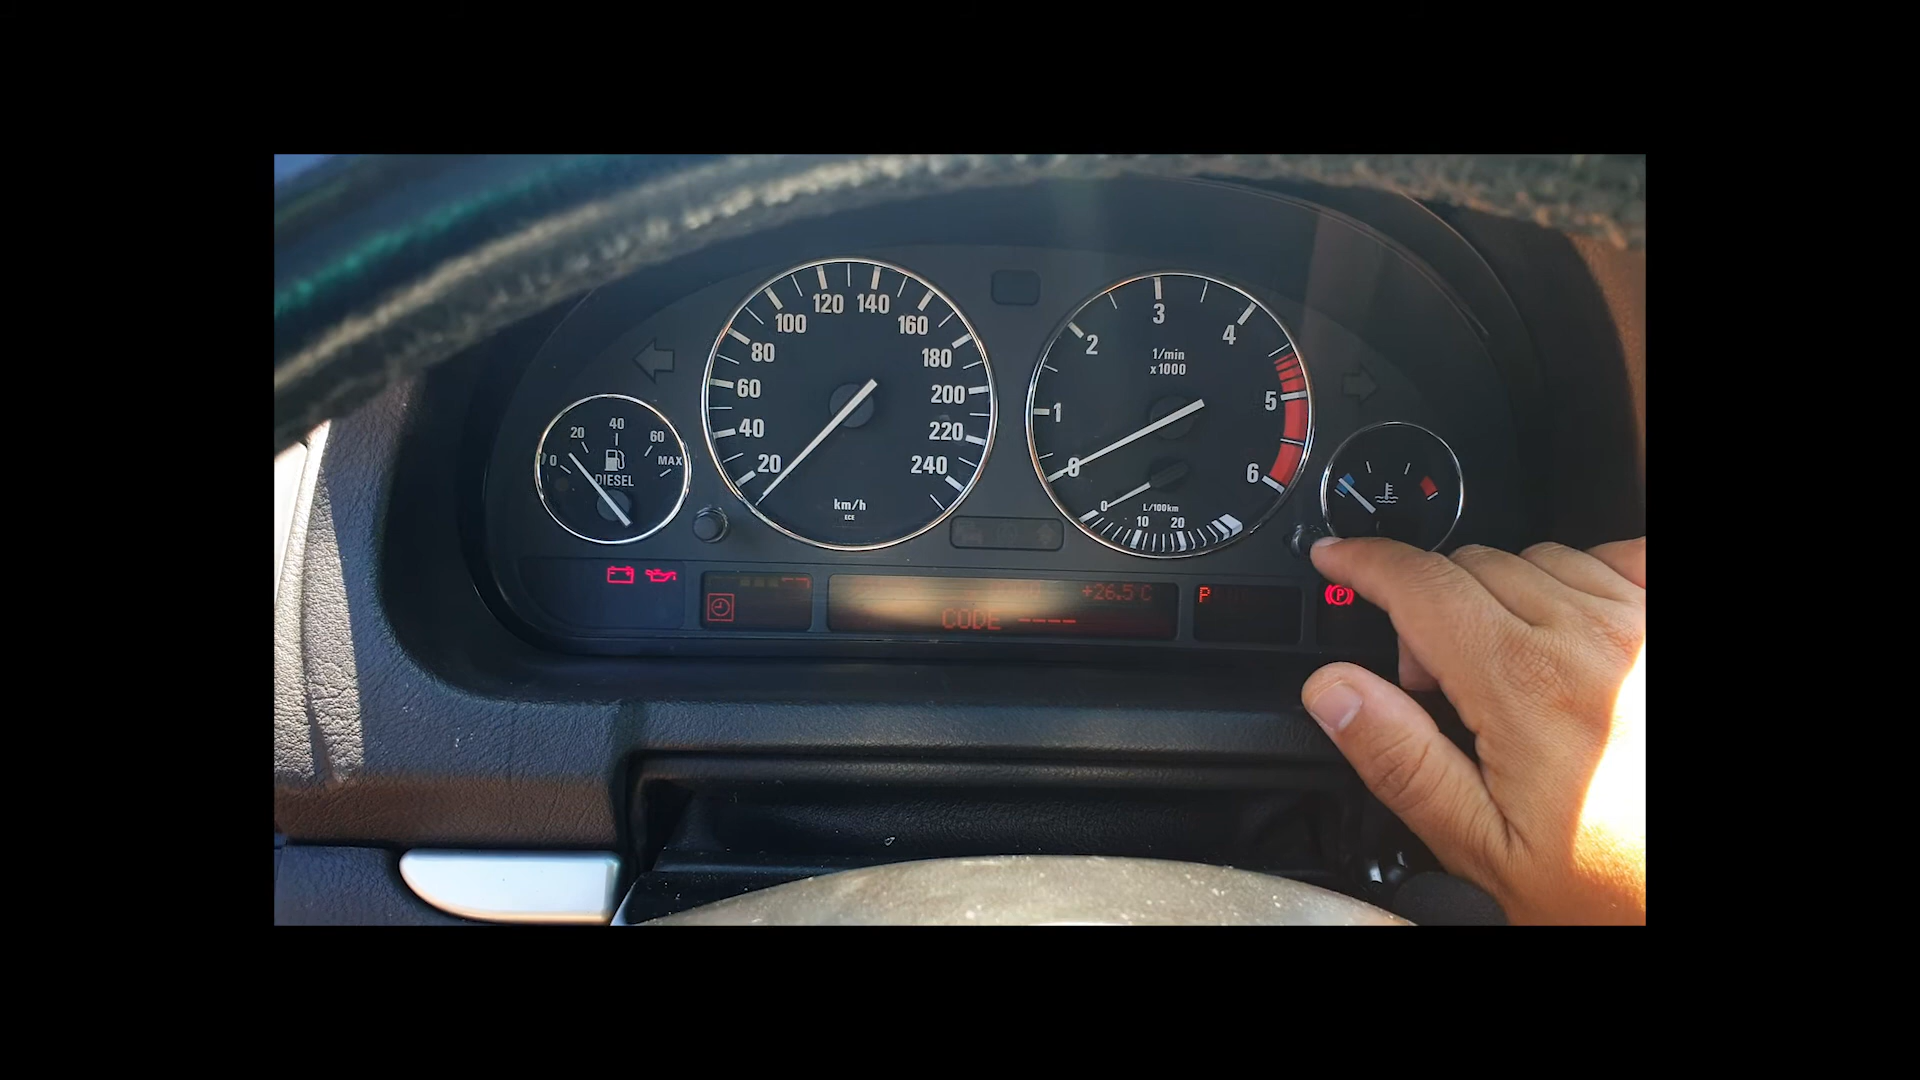 0 20 40 60 MAX
DIESEL
20 40 60 80 100 120 140 160 180 200 220 240
km/h
ECE
0 1 2 3 4 5 6
1/min
x1000
0 10 20
L/100km
+26.5°C
CODE ----
P
(P)